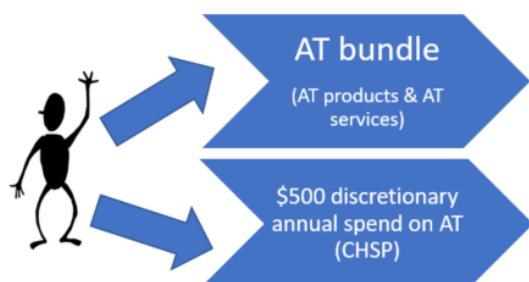 AT bundle
(AT products & AT
services)
$500 discretionary
annual spend on AT
(CHSP)